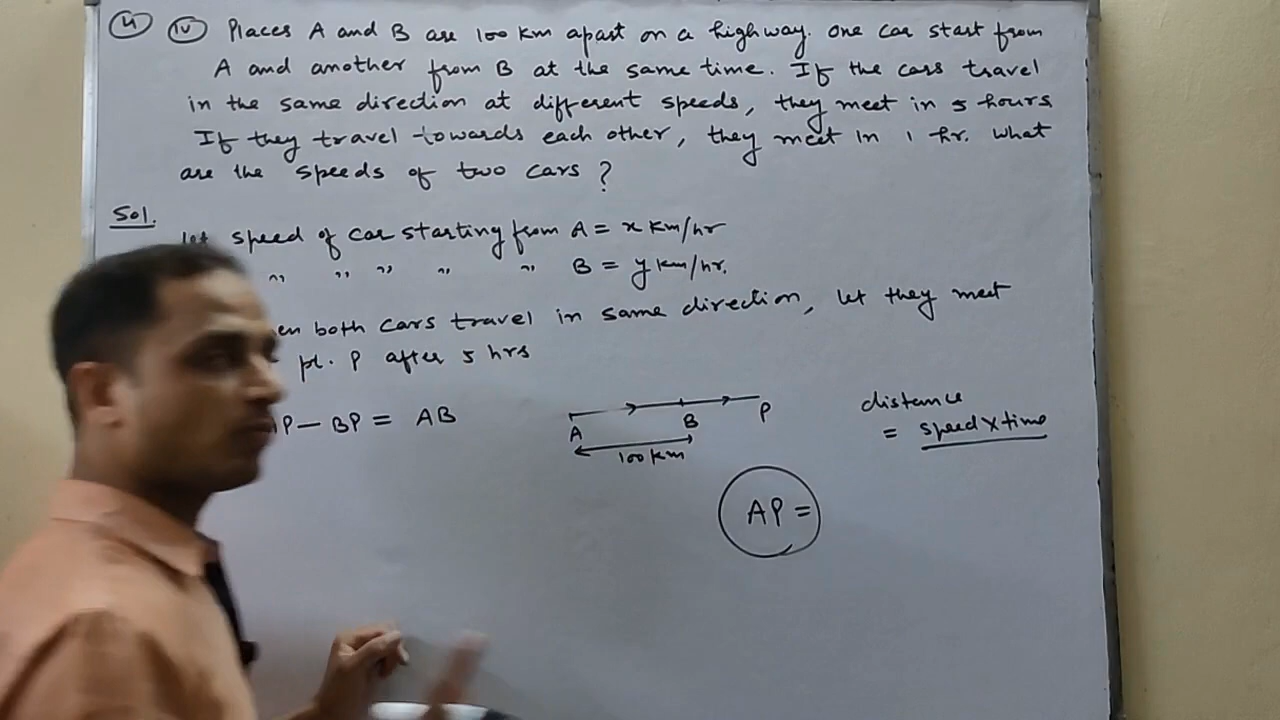 4 iv Places A and B are 100 km apart on a highway. one car start from
A and another from B at the same time. If the cars travel
in the same direction at different speeds, they meet in 5 hours
If they travel towards each other, they meet in 1 hr. what
are the speeds of two cars ?
Sol.
Let speed of car starting from A = x km/hr
" " " " " B = y km/hr.
en both cars travel in same direction, let they meet
pt. P after 5 hrs
P - BP = AB
A B P
100 km
distance
= speed x time
AP =